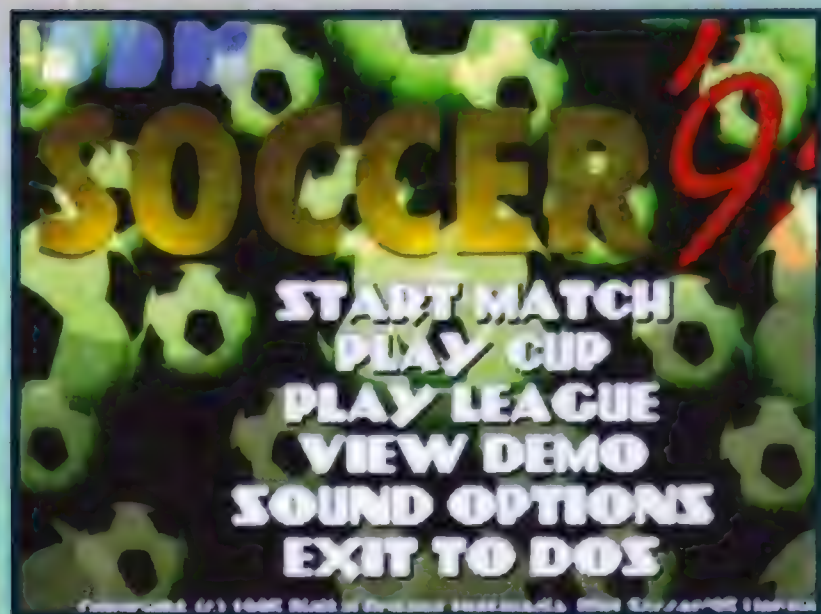 SOCCER '9
START MATCH
PLAY CUP
PLAY LEAGUE
VIEW DEMO
SOUND OPTIONS
EXIT TO DOS